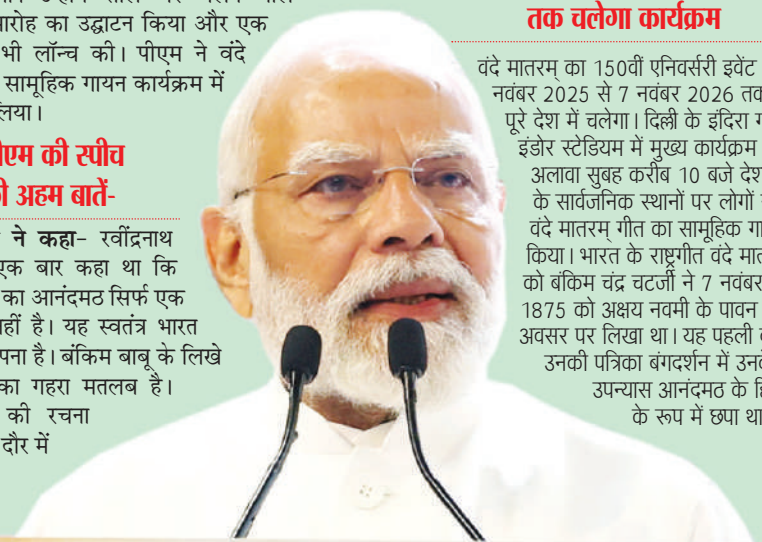 समारोह का उद्घाटन किया और एक
भी लॉन्च की। पीएम ने वंदे
सामूहिक गायन कार्यक्रम में
लिया।
पीएम की स्पीच
की अहम बातें-
ने कहा- रवींद्रनाथ
एक बार कहा था कि
का आनंदमठ सिर्फ एक
नहीं है। यह स्वतंत्र भारत
सपना है। बंकिम बाबू के लिखे
का गहरा मतलब है।
की रचना
दौर में
तक चलेगा कार्यक्रम
वंदे मातरम् का 150वीं एनिवर्सरी इवेंट
नवंबर 2025 से 7 नवंबर 2026 तक
पूरे देश में चलेगा। दिल्ली के इंदिरा
इंडोर स्टेडियम में मुख्य कार्यक्रम
अलावा सुबह करीब 10 बजे देश
के सार्वजनिक स्थानों पर लोगों
वंदे मातरम् गीत का सामूहिक
किया। भारत के राष्ट्रगीत वंदे
को बंकिम चंद्र चटर्जी ने 7 नवंबर
1875 को अक्षय नवमी के पावन
अवसर पर लिखा था। यह पहली
उनकी पत्रिका बंगदर्शन में
उपन्यास आनंदमठ के
के रूप में छपा था